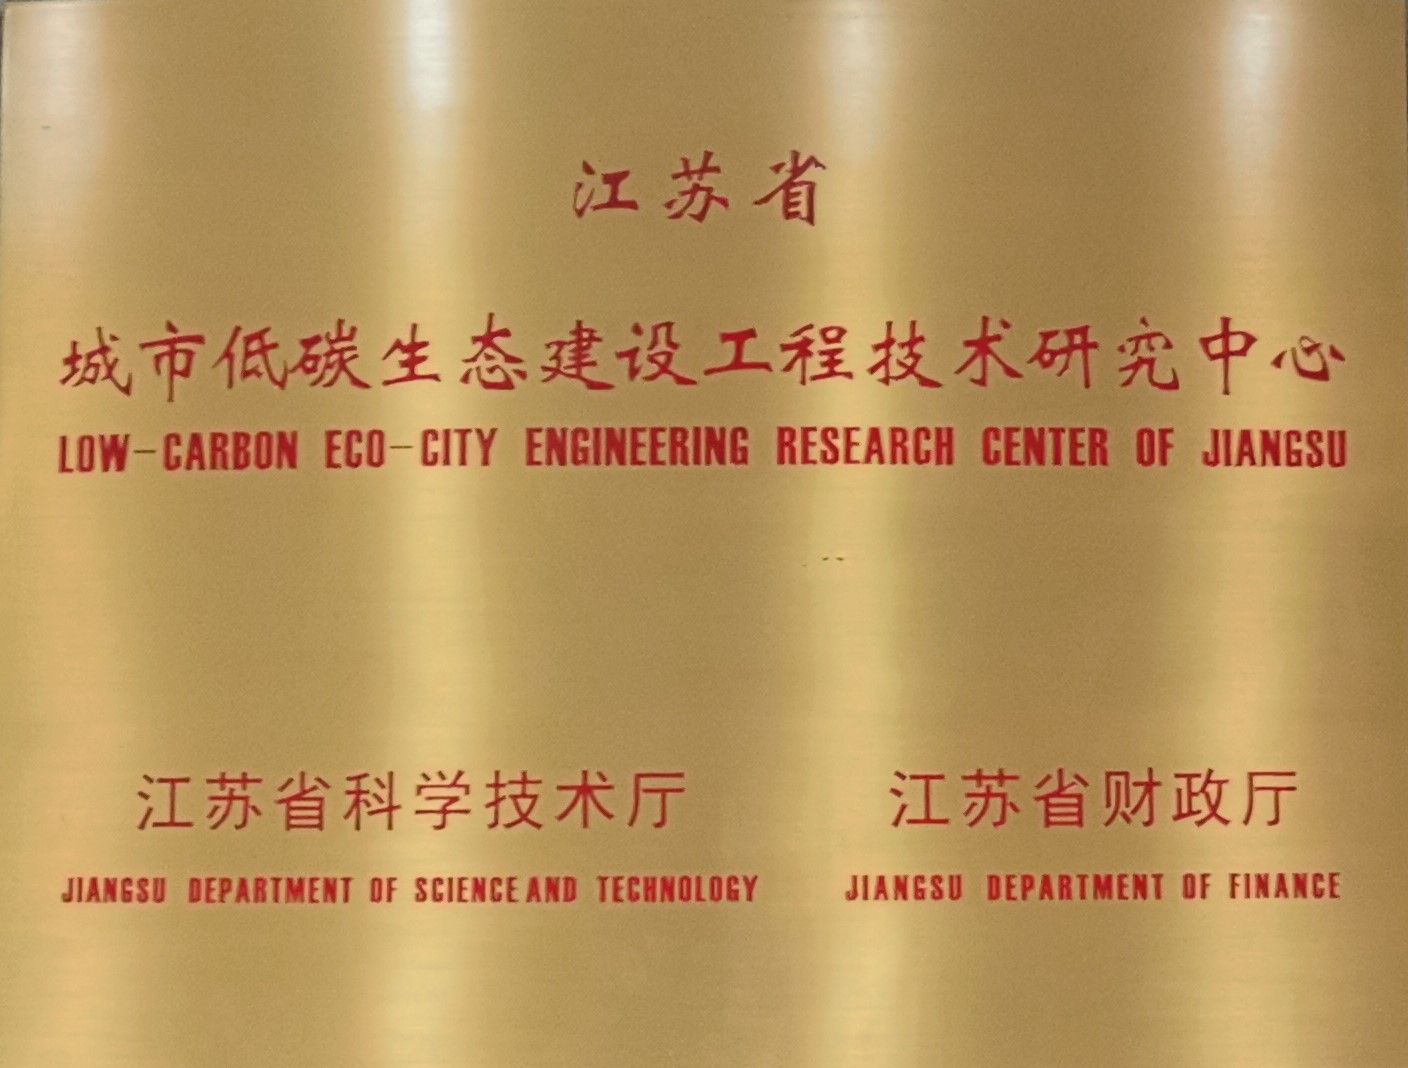 江苏省
城市低碳生态建设工程技术研究中心
LOW-CARBON ECO-CITY ENGINEERING RESEARCH CENTER OF JIANGSU
江苏省科学技术厅
JIANGSU DEPARTMENT OF SCIENCE AND TECHNOLOGY
江苏省财政厅
JIANGSU DEPARTMENT OF FINANCE